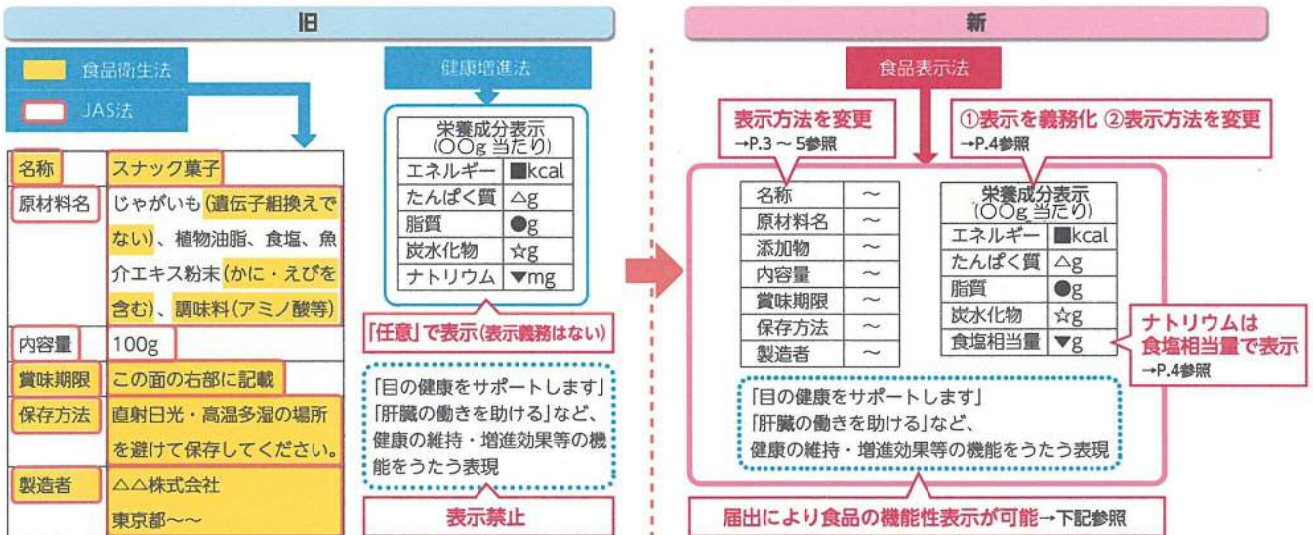 旧
食品衛生法
JAS法
名称 スナック菓子
原材料名 じゃがいも(遺伝子組換えで
ない)、植物油脂、食塩、魚
介エキス粉末(かに・えびを
含む)、調味料(アミノ酸等)
内容量 100g
賞味期限 この面の右部に記載
保存方法 直射日光・高温多湿の場所
を避けて保存してください。
製造者 △△株式会社
東京都~~
健康増進法
栄養成分表示
(〇〇g 当たり)
エネルギー ■kcal
たんぱく質 △g
脂質 ●g
炭水化物 ☆g
ナトリウム ▼mg
「任意」で表示(表示義務はない)
「目の健康をサポートします」
「肝臓の働きを助ける」など、
健康の維持・増進効果等の機
能をうたう表現
表示禁止
新
食品表示法
表示方法を変更
→P.3 ~ 5参照
①表示を義務化 ②表示方法を変更
→P.4参照
名称 ~
原材料名 ~
添加物 ~
内容量 ~
賞味期限 ~
保存方法 ~
製造者 ~
栄養成分表示
(〇〇g 当たり)
エネルギー ■kcal
たんぱく質 △g
脂質 ●g
炭水化物 ☆g
食塩相当量 ▼g
ナトリウムは
食塩相当量で表示
→P.4参照
「目の健康をサポートします」
「肝臓の働きを助ける」など、
健康の維持・増進効果等の機能をうたう表現
届出により食品の機能性表示が可能→下記参照